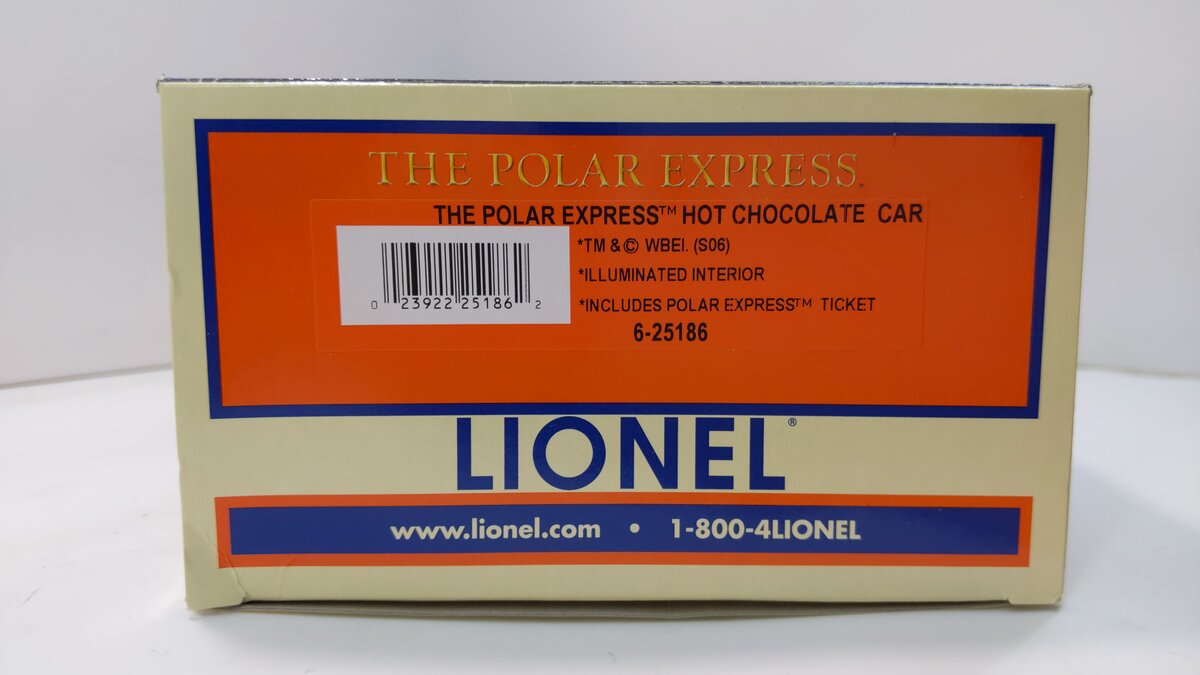 THE POLAR EXPRESS
THE POLAR EXPRESS™ HOT CHOCOLATE CAR
*TM & © WBEI. (S06)
*ILLUMINATED INTERIOR
*INCLUDES POLAR EXPRESS™ TICKET
6-25186
0 23922 25186 2
LIONEL®
www.lionel.com • 1-800-4LIONEL